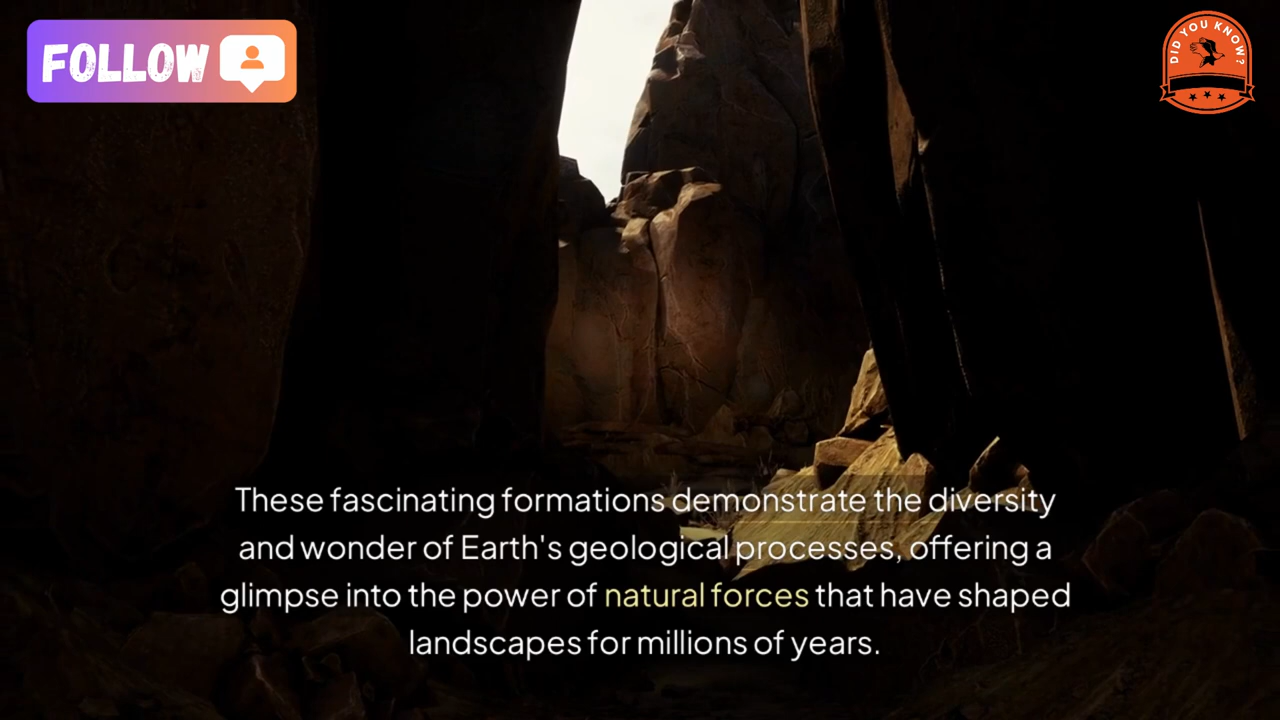 FOLLOW
DID YOU KNOW?
These fascinating formations demonstrate the diversity
and wonder of Earth's geological processes, offering a
glimpse into the power of natural forces that have shaped
landscapes for millions of years.